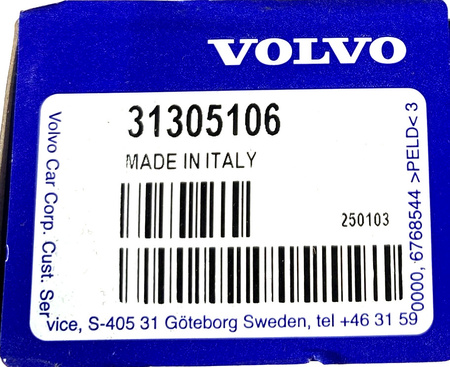 VOLVO
31305106
MADE IN ITALY
250103
Volvo Car Corp. Cust. Ser
vice, S-405 31 Göteborg Sweden, tel +46 31 59
0000, 6768544 >PELD< 3